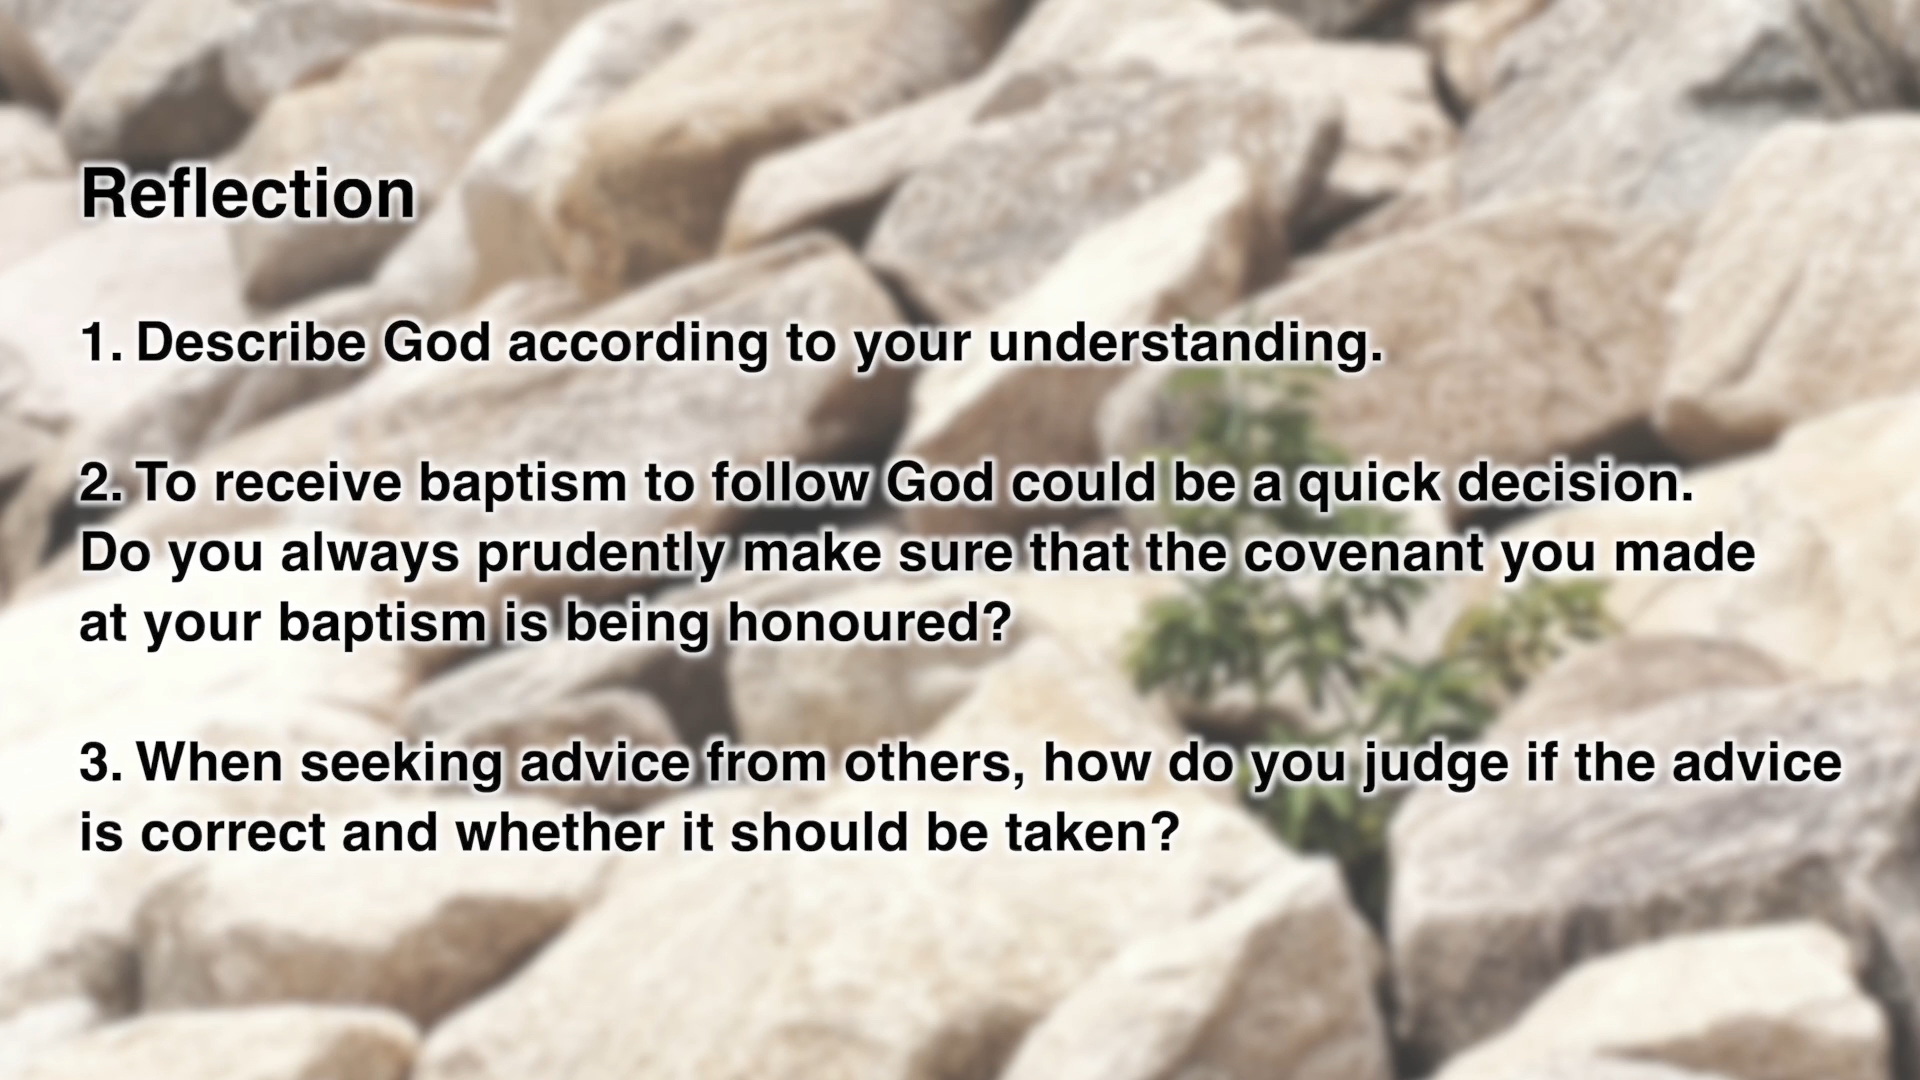 Reflection
1. Describe God according to your understanding.
2. To receive baptism to follow God could be a quick decision.
Do you always prudently make sure that the covenant you made
at your baptism is being honoured?
3. When seeking advice from others, how do you judge if the advice
is correct and whether it should be taken?